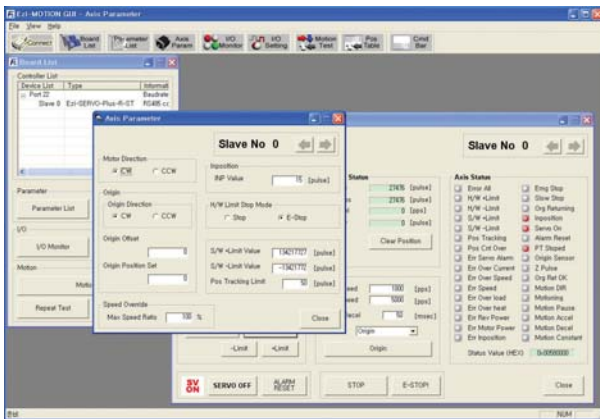 Ezi-MOTION GUI - Axis Parameter
File View Help
Connect
Board List
Parameter List
Axis Param
I/O Monitor
I/O Setting
Motion Test
Pos Table
Cmd Bar
Board List
Controller List
Device List Type Informati
Port 22 Baudrate
Slave 0 Ezi-SERVO-Plus-R-ST RS485 cc
Parameter
Parameter List
I/O
I/O Monitor
Motion
Repeat Test
Axis Parameter
Slave No 0
Motor Direction
CW CCW
Origin
Origin Direction
CW CCW
Origin Offset
0
Origin Position Set
0
Speed Override
Max Speed Ratio 100 %
Inposition
INP Value 15 [pulse]
H/W Limit Stop Mode
Stop E-Stop
S/W +Limit Value 134217727 [pulse]
S/W -Limit Value
Pos Tracking Limit 50 [pulse]
Close
Slave No 0
Status
[pulse]
[pulse]
0 [pps]
0 [pulse]
Clear Position
1000 [pps]
5000 [pps]
50 [msec]
Origin
-Limit +Limit
Origin
SV ON
SERVO OFF
ALARM RESET
STOP
E-STOP!
Axis Status
Error All
H/W +Limit
H/W -Limit
S/W +Limit
S/W -Limit
Pos Tracking
Pos Cnt Over
Err Servo Alarm
Err Over Current
Err Over Speed
Err Speed
Err Over load
Err Over heat
Err Rev Power
Err Motor Power
Err Inposition
Emg Stop
Slow Stop
Org Returning
Inposition
Servo On
Alarm Reset
PT Stoped
Origin Sensor
Z Pulse
Org Ret OK
Motion DIR
Motioning
Motion Pause
Motion Accel
Motion Decel
Motion Constant
Status Value (HEX)
Close
NUM